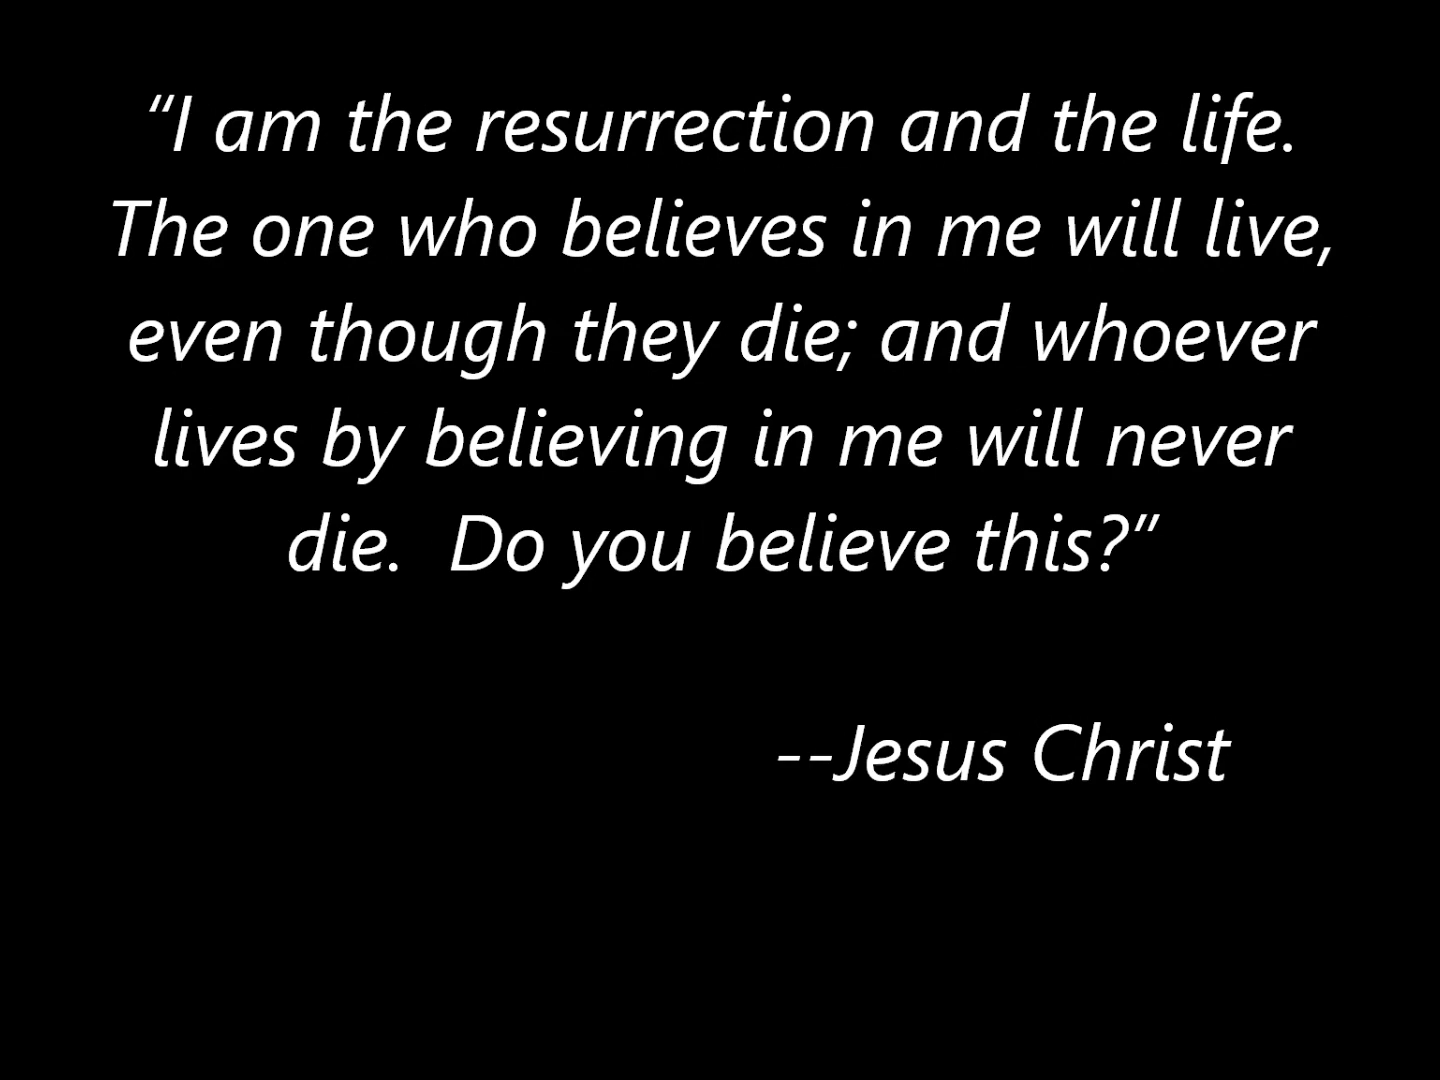 “I am the resurrection and the life.
The one who believes in me will live,
even though they die; and whoever
lives by believing in me will never
die.  Do you believe this?”
--Jesus Christ